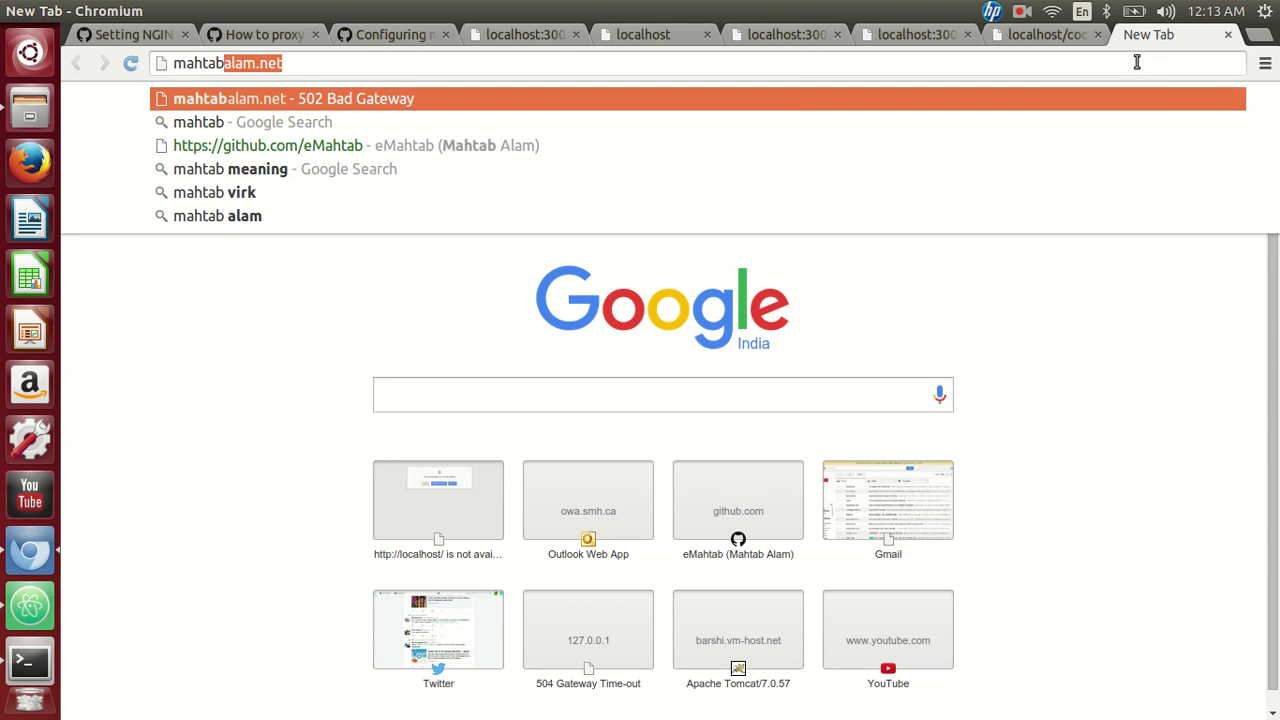 New Tab - Chromium
hp
En
12:13 AM
Setting NGIN
How to proxy
Configuring n
localhost:300
localhost
localhost:300
localhost:300
localhost/coc
New Tab
mahtabalam.net
mahtabalam.net - 502 Bad Gateway
mahtab - Google Search
https://github.com/eMahtab - eMahtab (Mahtab Alam)
mahtab meaning - Google Search
mahtab virk
mahtab alam
Google
India
owa.smh.ca
github.com
http://localhost/ is not avai...
Outlook Web App
eMahtab (Mahtab Alam)
Gmail
127.0.0.1
barshi.vm-host.net
www.youtube.com
Twitter
504 Gateway Time-out
Apache Tomcat/7.0.57
YouTube
You
Tube
a
>_